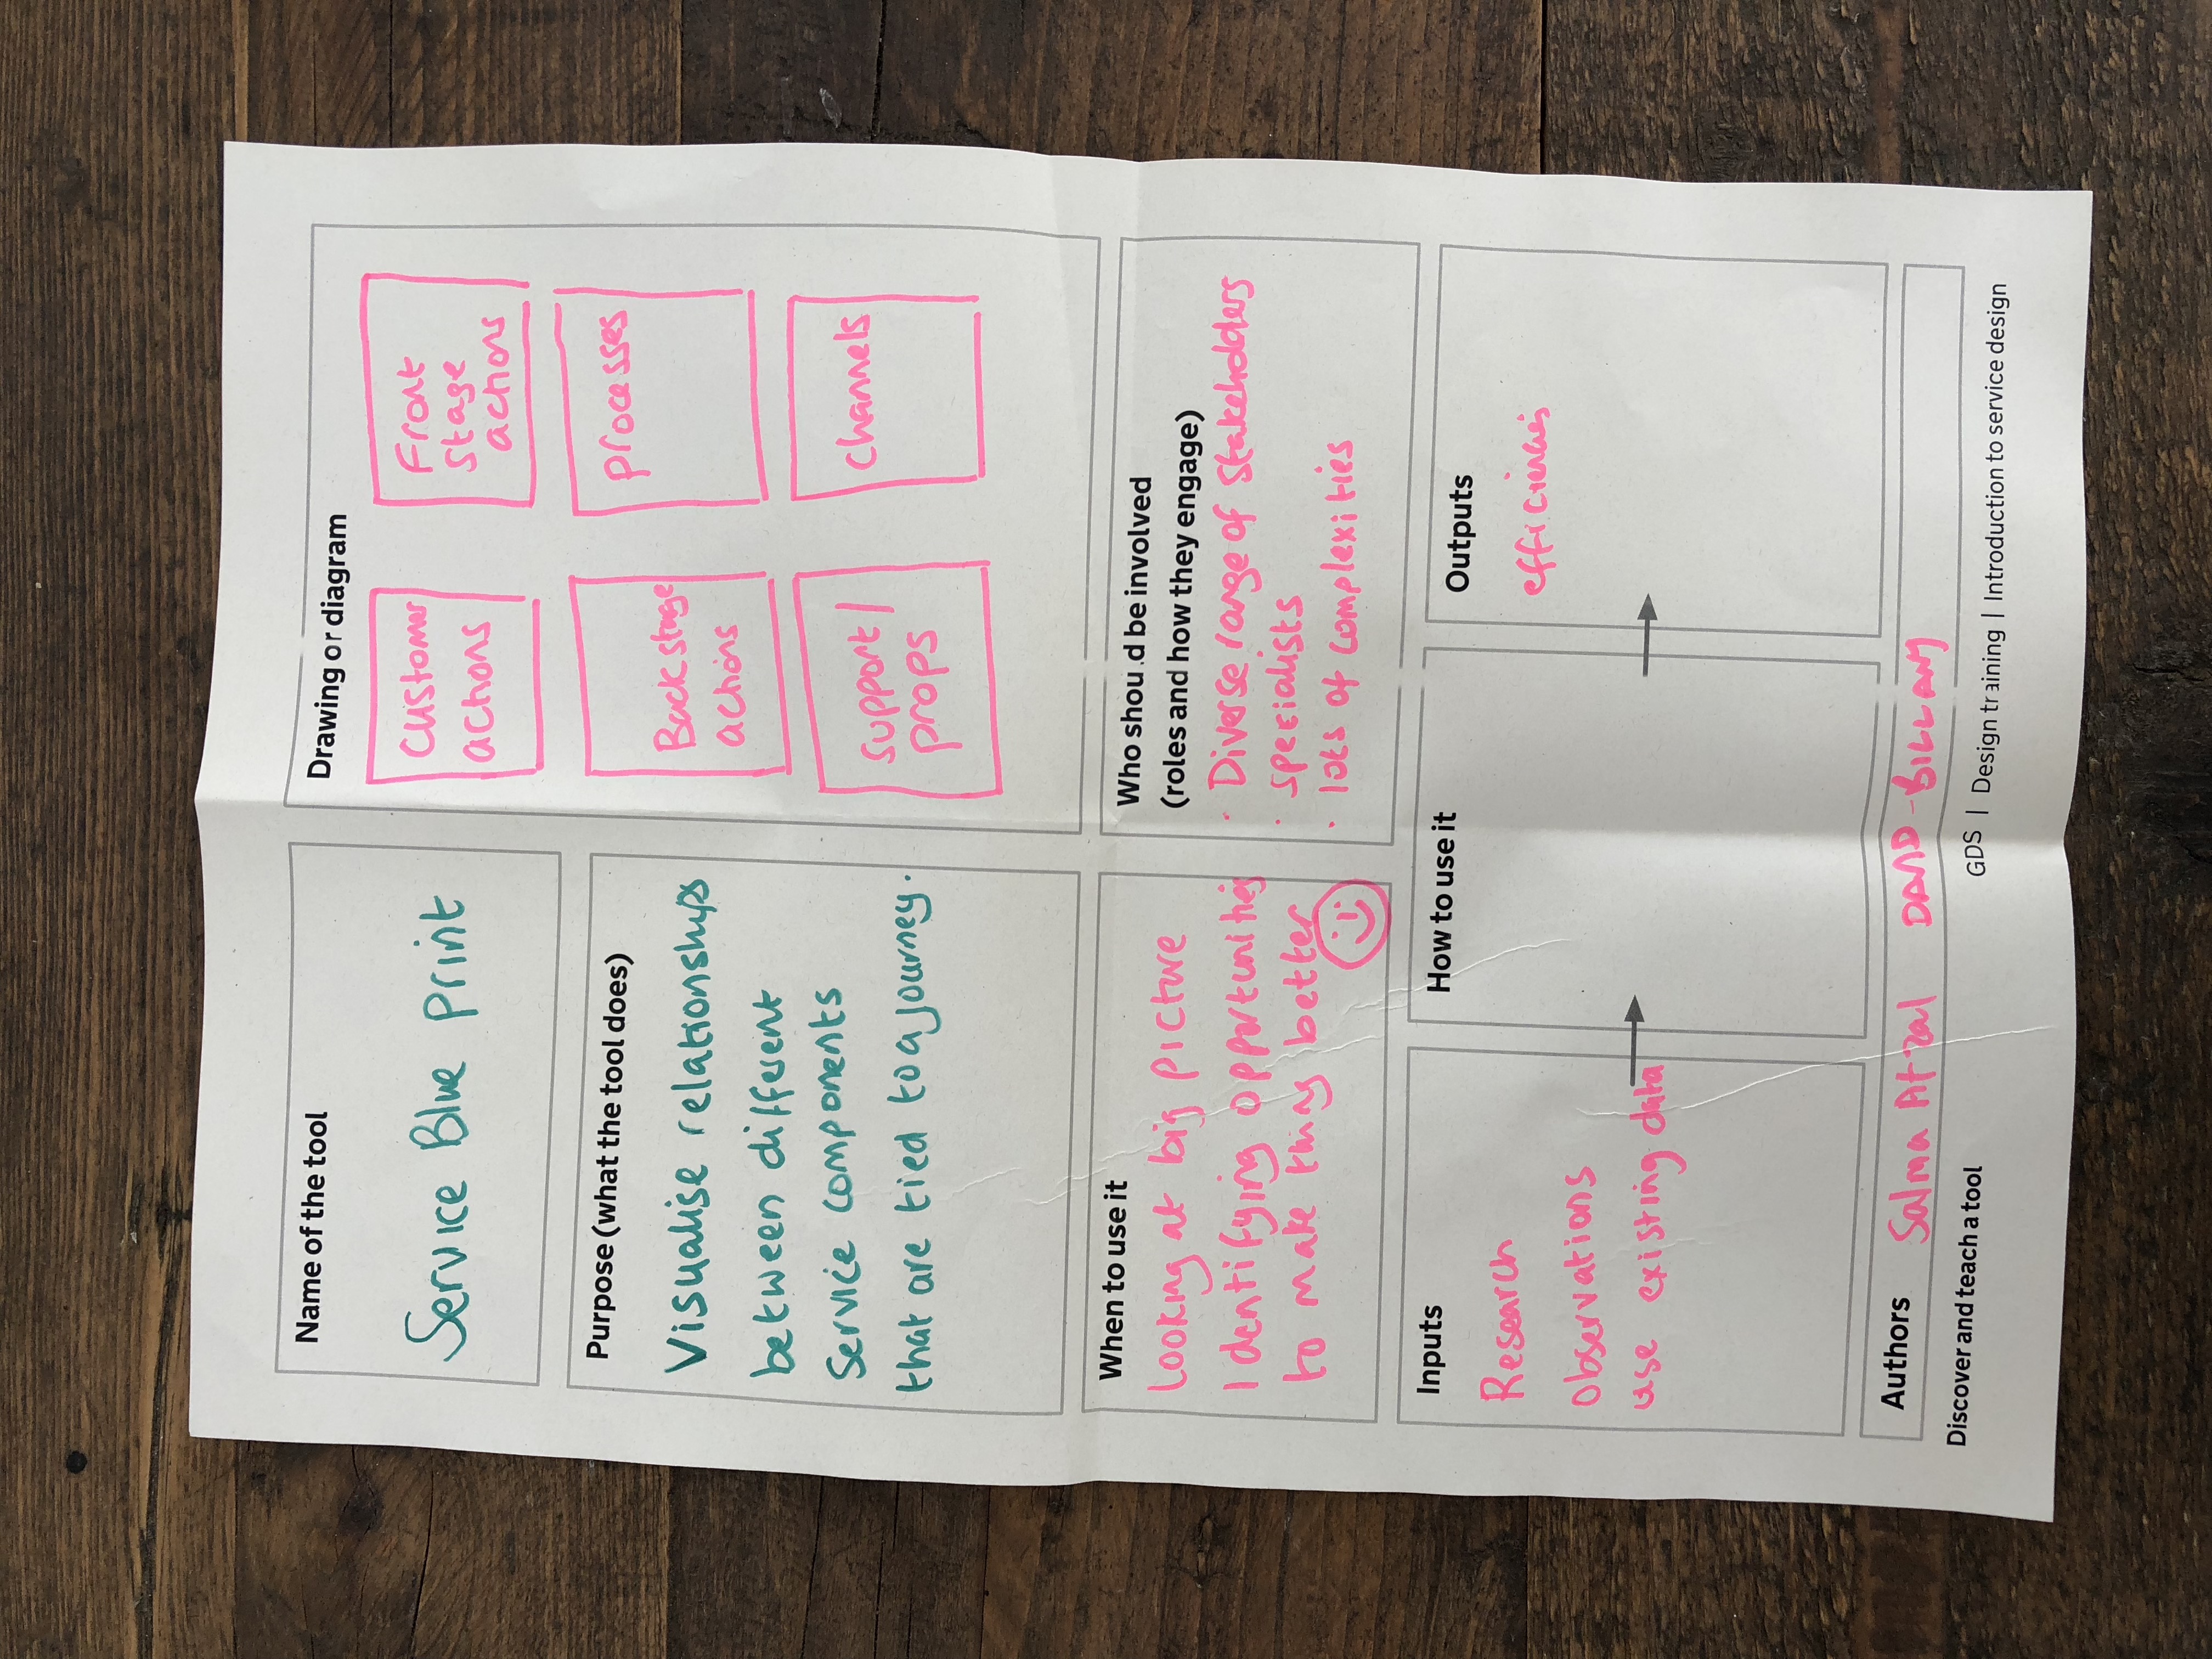 Name of the tool
Service Blue print
Purpose (what the tool does)
Visualise relationships
between different
Service components
that are tied to a journey.
Drawing or diagram
Customer
actions
Front
stage
actions
Back stage
actions
processes
support/
props
channels
When to use it
Looking at big picture
Identifying opportunities
to make thing better
Who should be involved
(roles and how they engage)
· Diverse range of stakeholders
· specialists
· lots of complexities
Inputs
Research
observations
use existing data
How to use it
Outputs
efficiencies
Authors
Salma Afzal
Discover and teach a tool
GDS | Design training | Introduction to service design